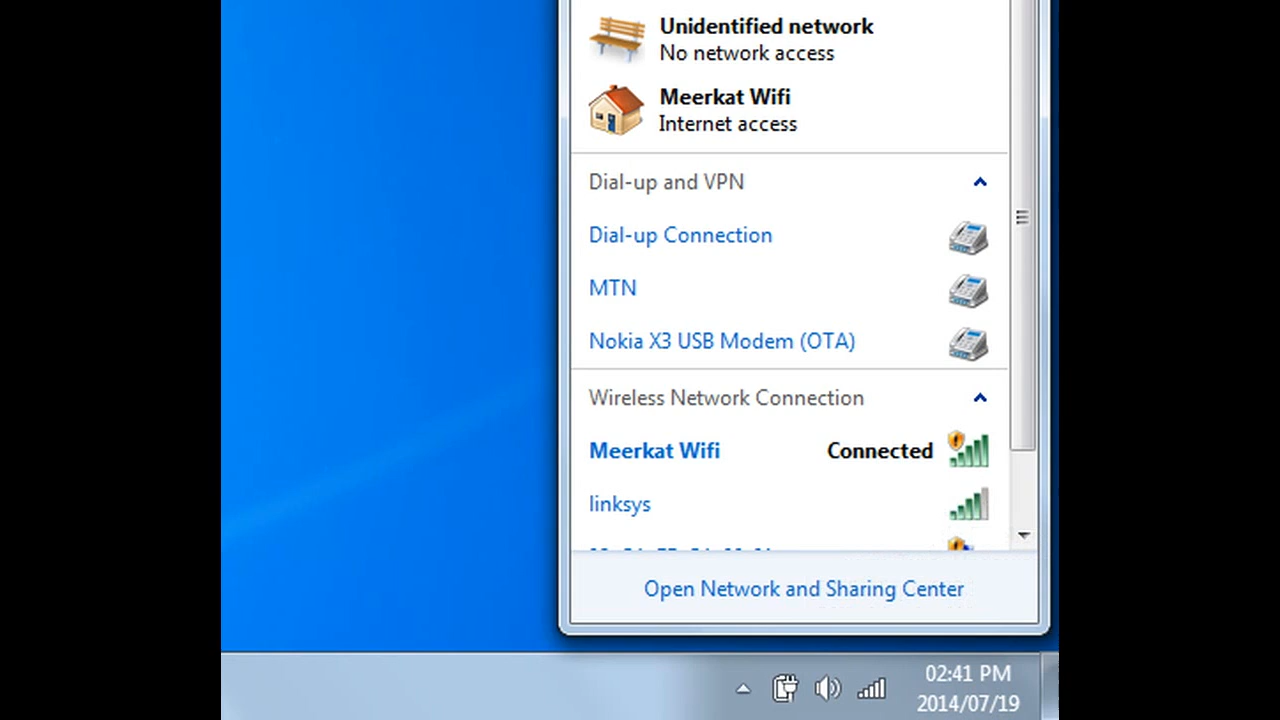 Unidentified network
No network access
Meerkat Wifi
Internet access
Dial-up and VPN
Dial-up Connection
MTN
Nokia X3 USB Modem (OTA)
Wireless Network Connection
Meerkat Wifi Connected
linksys
Open Network and Sharing Center
02:41 PM
2014/07/19